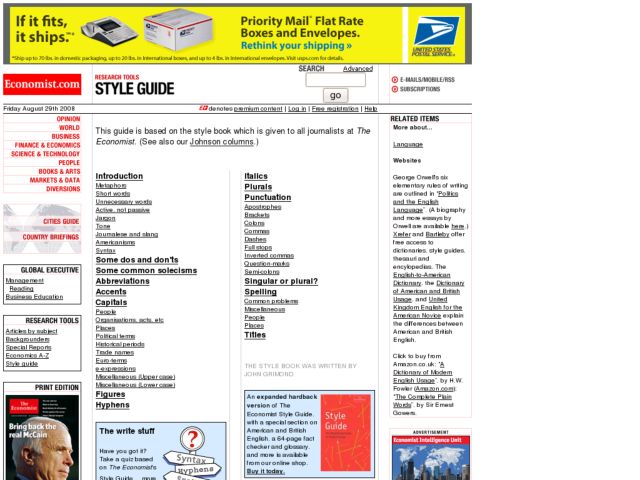 If it fits,
it ships.™*
Priority Mail® Flat Rate
Boxes and Envelopes.
Rethink your shipping »
UNITED STATES
POSTAL SERVICE®
*Ship up to 70 lbs. in domestic packaging, up to 20 lbs. in International boxes, and up to 4 lbs. in International envelopes. Visit usps.com for details.
Economist.com
RESEARCH TOOLS
STYLE GUIDE
SEARCH
Advanced
go
E-MAILS/MOBILE/RSS
SUBSCRIPTIONS
Friday August 29th 2008
denotes premium content | Log in | Free registration | Help
OPINION
WORLD
BUSINESS
FINANCE & ECONOMICS
SCIENCE & TECHNOLOGY
PEOPLE
BOOKS & ARTS
MARKETS & DATA
DIVERSIONS
CITIES GUIDE
COUNTRY BRIEFINGS
GLOBAL EXECUTIVE
Management
Reading
Business Education
RESEARCH TOOLS
Articles by subject
Backgrounders
Special Reports
Economics A-Z
Style guide
PRINT EDITION
The Economist
Bring back the
real McCain
This guide is based on the style book which is given to all journalists at The
Economist. (See also our Johnson columns.)
Introduction
Metaphors
Short words
Unnecessary words
Active, not passive
Jargon
Tone
Journalese and slang
Americanisms
Syntax
Some dos and don'ts
Some common solecisms
Abbreviations
Accents
Capitals
People
Organisations, acts, etc
Places
Political terms
Historical periods
Trade names
Euro-terms
e-expressions
Miscellaneous (Upper case)
Miscellaneous (Lower case)
Figures
Hyphens
Italics
Plurals
Punctuation
Apostrophes
Brackets
Colons
Commas
Dashes
Full stops
Inverted commas
Question-marks
Semi-colons
Singular or plural?
Spelling
Common problems
Miscellaneous
People
Places
Titles
THE STYLE BOOK WAS WRITTEN BY
JOHN GRIMOND
The write stuff
Have you got it?
Take a quiz based
on The Economist's
Style Guide... more
Syntax
Hyphens
An expanded hardback
version of The
Economist Style Guide,
with a special section on
American and British
English, a 64-page fact
checker and glossary,
and more is available
from our online shop.
Buy it today.
Style
Guide
RELATED ITEMS
More about...
Language
Websites
George Orwell's six
elementary rules of writing
are outlined in "Politics
and the English
Language". (A biography
and more essays by
Orwell are available here.)
Xrefer and Bartleby offer
free access to
dictionaries, style guides,
thesauri and
encylopedias. The
English-to-American
Dictionary, the Dictionary
of American and British
Usage, and United
Kingdom English for the
American Novice explain
the differences between
American and British
English.
Click to buy from
Amazon.co.uk: "A
Dictionary of Modern
English Usage", by H.W.
Fowler (Amazon.com);
"The Complete Plain
Words", by Sir Ernest
Gowers.
ADVERTISEMENT
Economist Intelligence Unit